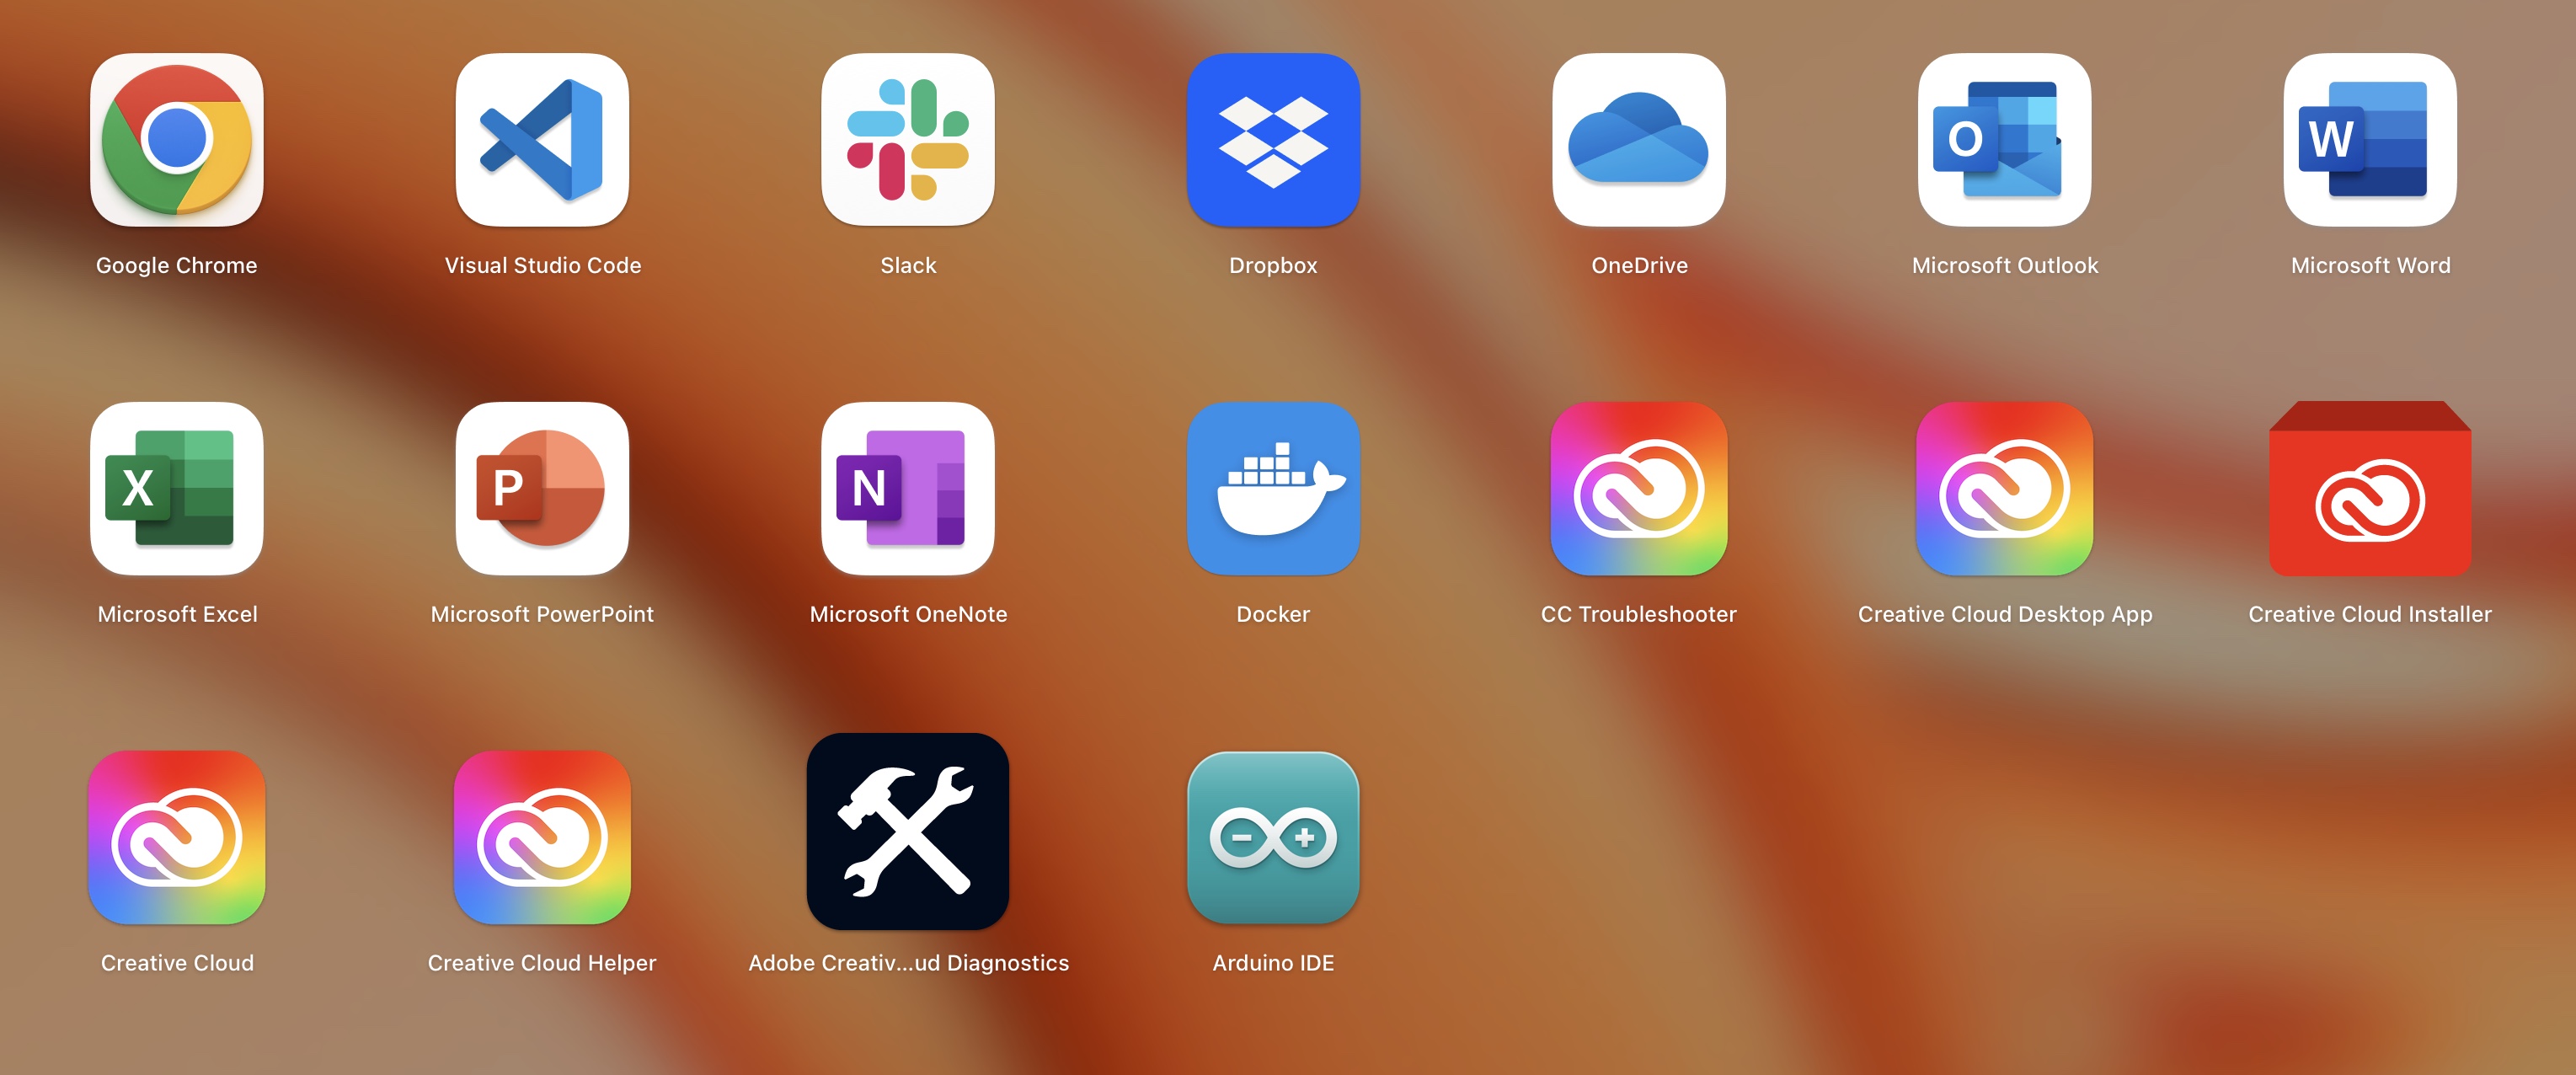 Google Chrome
Visual Studio Code
Slack
Dropbox
OneDrive
O
Microsoft Outlook
W
Microsoft Word
X
Microsoft Excel
P
Microsoft PowerPoint
N
Microsoft OneNote
Docker
CC Troubleshooter
Creative Cloud Desktop App
Creative Cloud Installer
Creative Cloud
Creative Cloud Helper
Adobe Creativ...ud Diagnostics
Arduino IDE